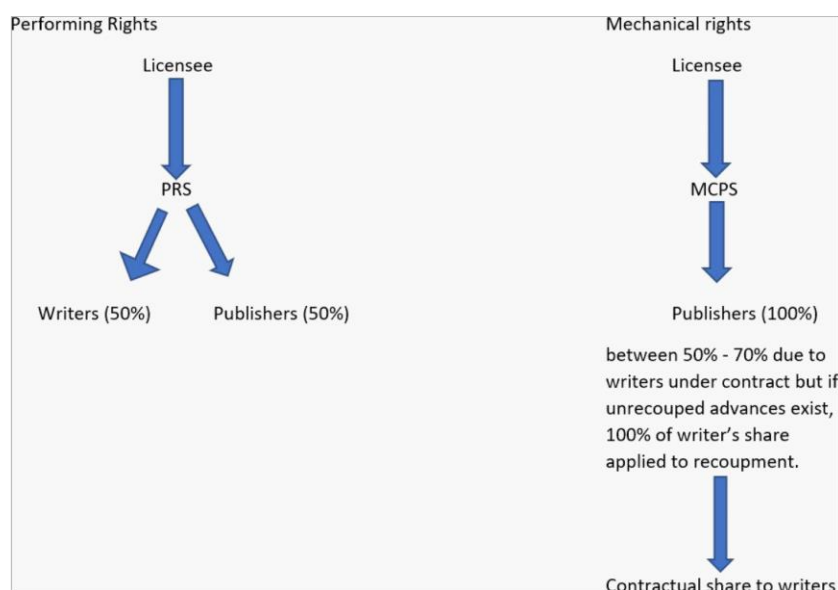 Performing Rights
Licensee
PRS
Writers (50%)
Publishers (50%)
Mechanical rights
Licensee
MCPS
Publishers (100%)
between 50% - 70% due to
writers under contract but if
unrecouped advances exist,
100% of writer’s share
applied to recoupment.
Contractual share to writers